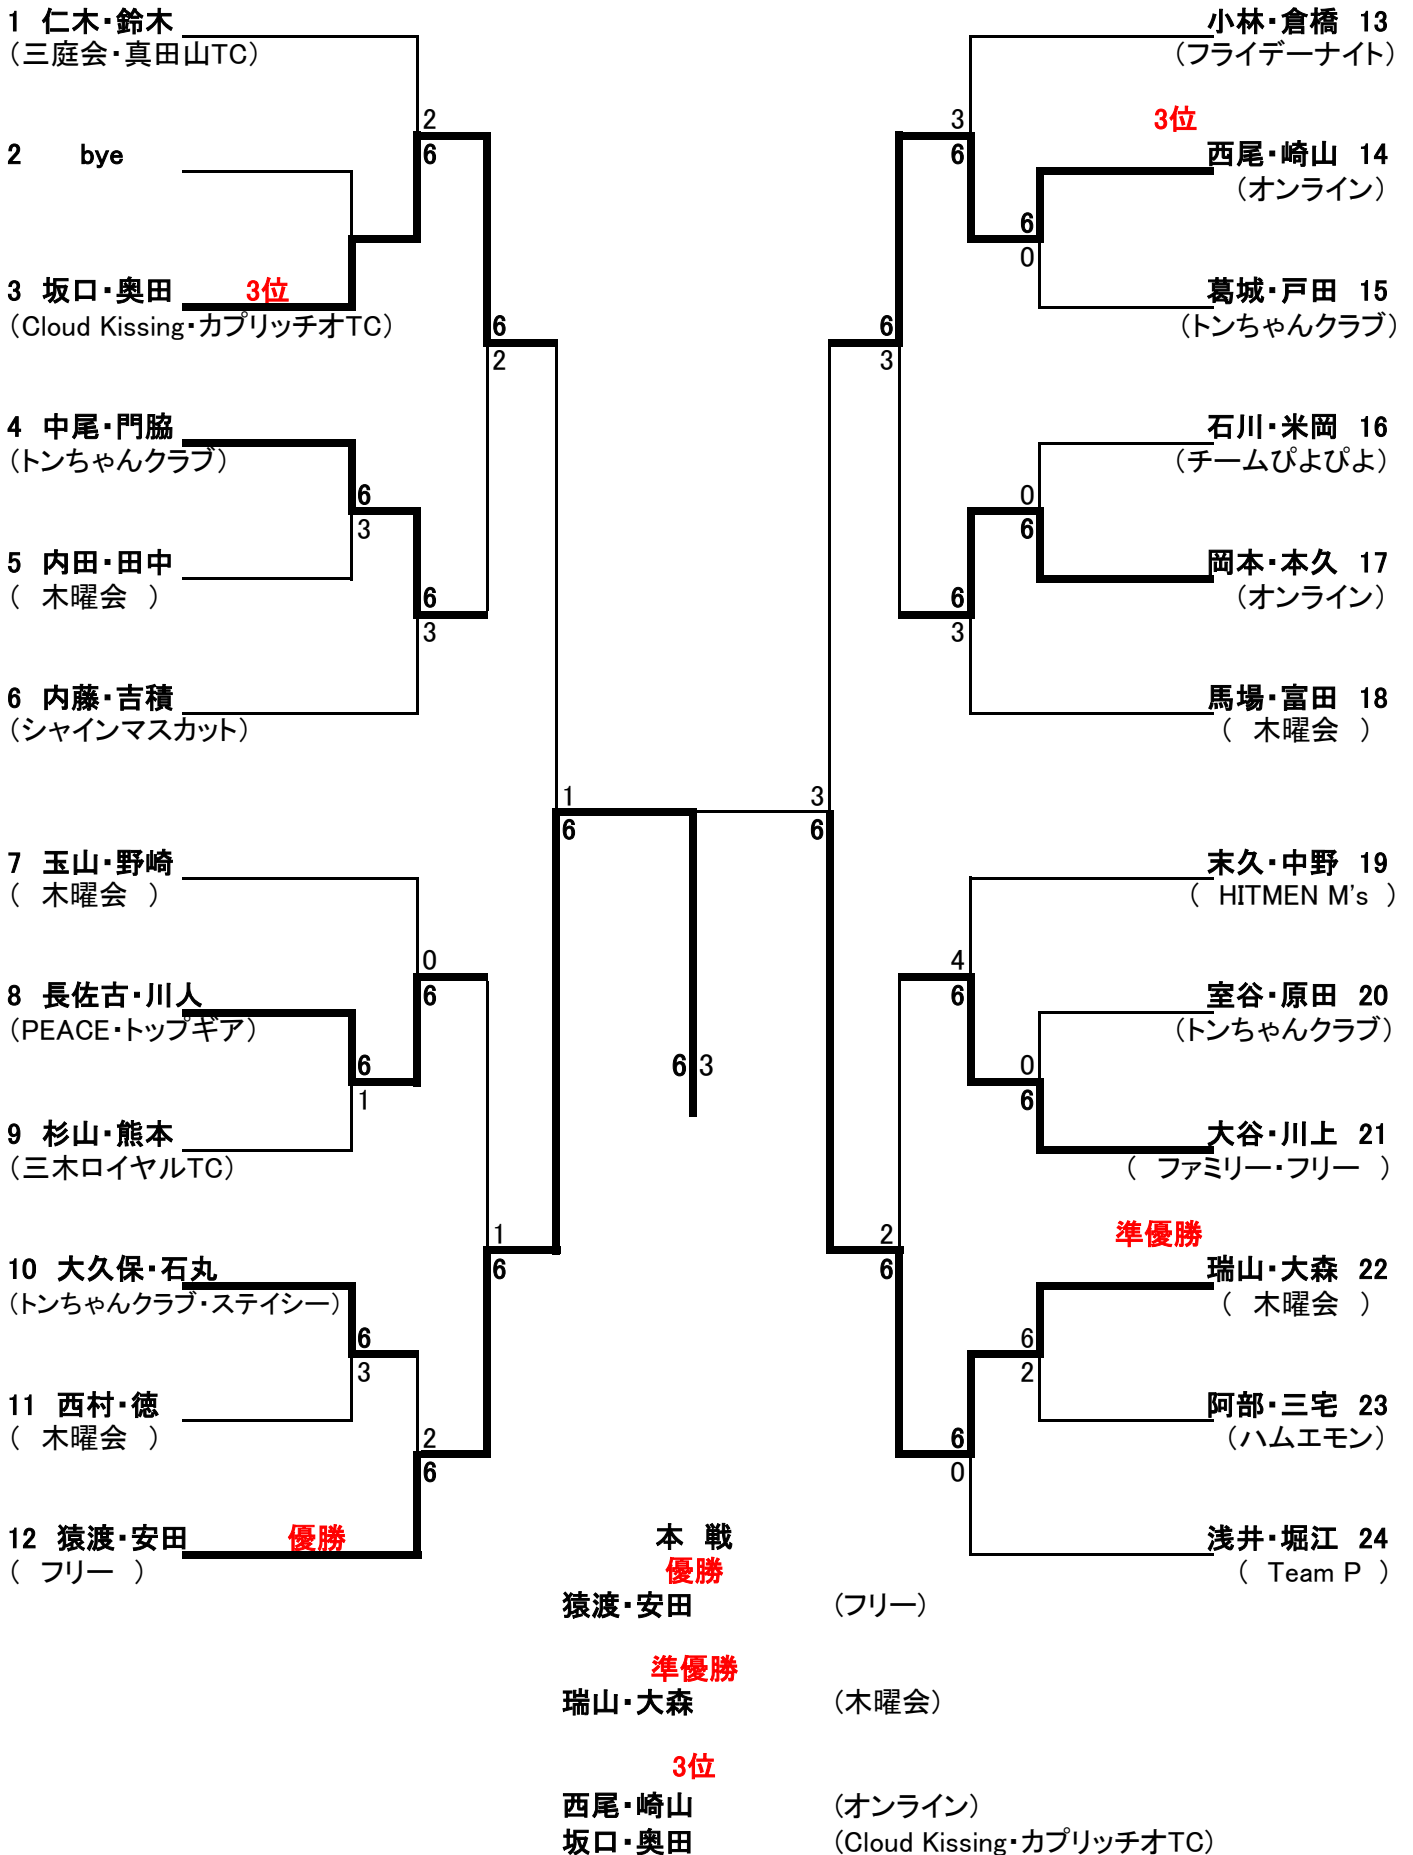 1 仁木・鈴木
（三庭会・真田山TC）
2 bye
3 坂口・奥田 3位
（Cloud Kissing・カプリッチオTC）
4 中尾・門脇
（トンちゃんクラブ）
5 内田・田中
（ 木曜会 ）
6 内藤・吉積
（シャインマスカット）
7 玉山・野崎
（ 木曜会 ）
8 長佐古・川人
（PEACE・トップギア）
9 杉山・熊本
（三木ロイヤルTC）
10 大久保・石丸
（トンちゃんクラブ・ステイシー）
11 西村・徳
（ 木曜会 ）
12 猿渡・安田 優勝
（ フリー ）
2
6
6
3
6
3
6
2
0
6
6
1
6
3
2
6
1
6
1
6
6 3
3
6
6
3
3
6
6
0
0
6
6
3
4
6
0
6
2
6
6
2
6
0
小林・倉橋 13
（フライデーナイト）
3位
西尾・崎山 14
（オンライン）
葛城・戸田 15
（トンちゃんクラブ）
石川・米岡 16
（チームぴよぴよ）
岡本・本久 17
（オンライン）
馬場・富田 18
（ 木曜会 ）
末久・中野 19
（ HITMEN M's ）
室谷・原田 20
（トンちゃんクラブ）
大谷・川上 21
（ ファミリー・フリー ）
準優勝
瑞山・大森 22
（ 木曜会 ）
阿部・三宅 23
（ハムエモン）
浅井・堀江 24
（ Team P ）
本 戦
優勝
猿渡・安田 （フリー）
準優勝
瑞山・大森 （木曜会）
3位
西尾・崎山 （オンライン）
坂口・奥田 （Cloud Kissing・カプリッチオTC）